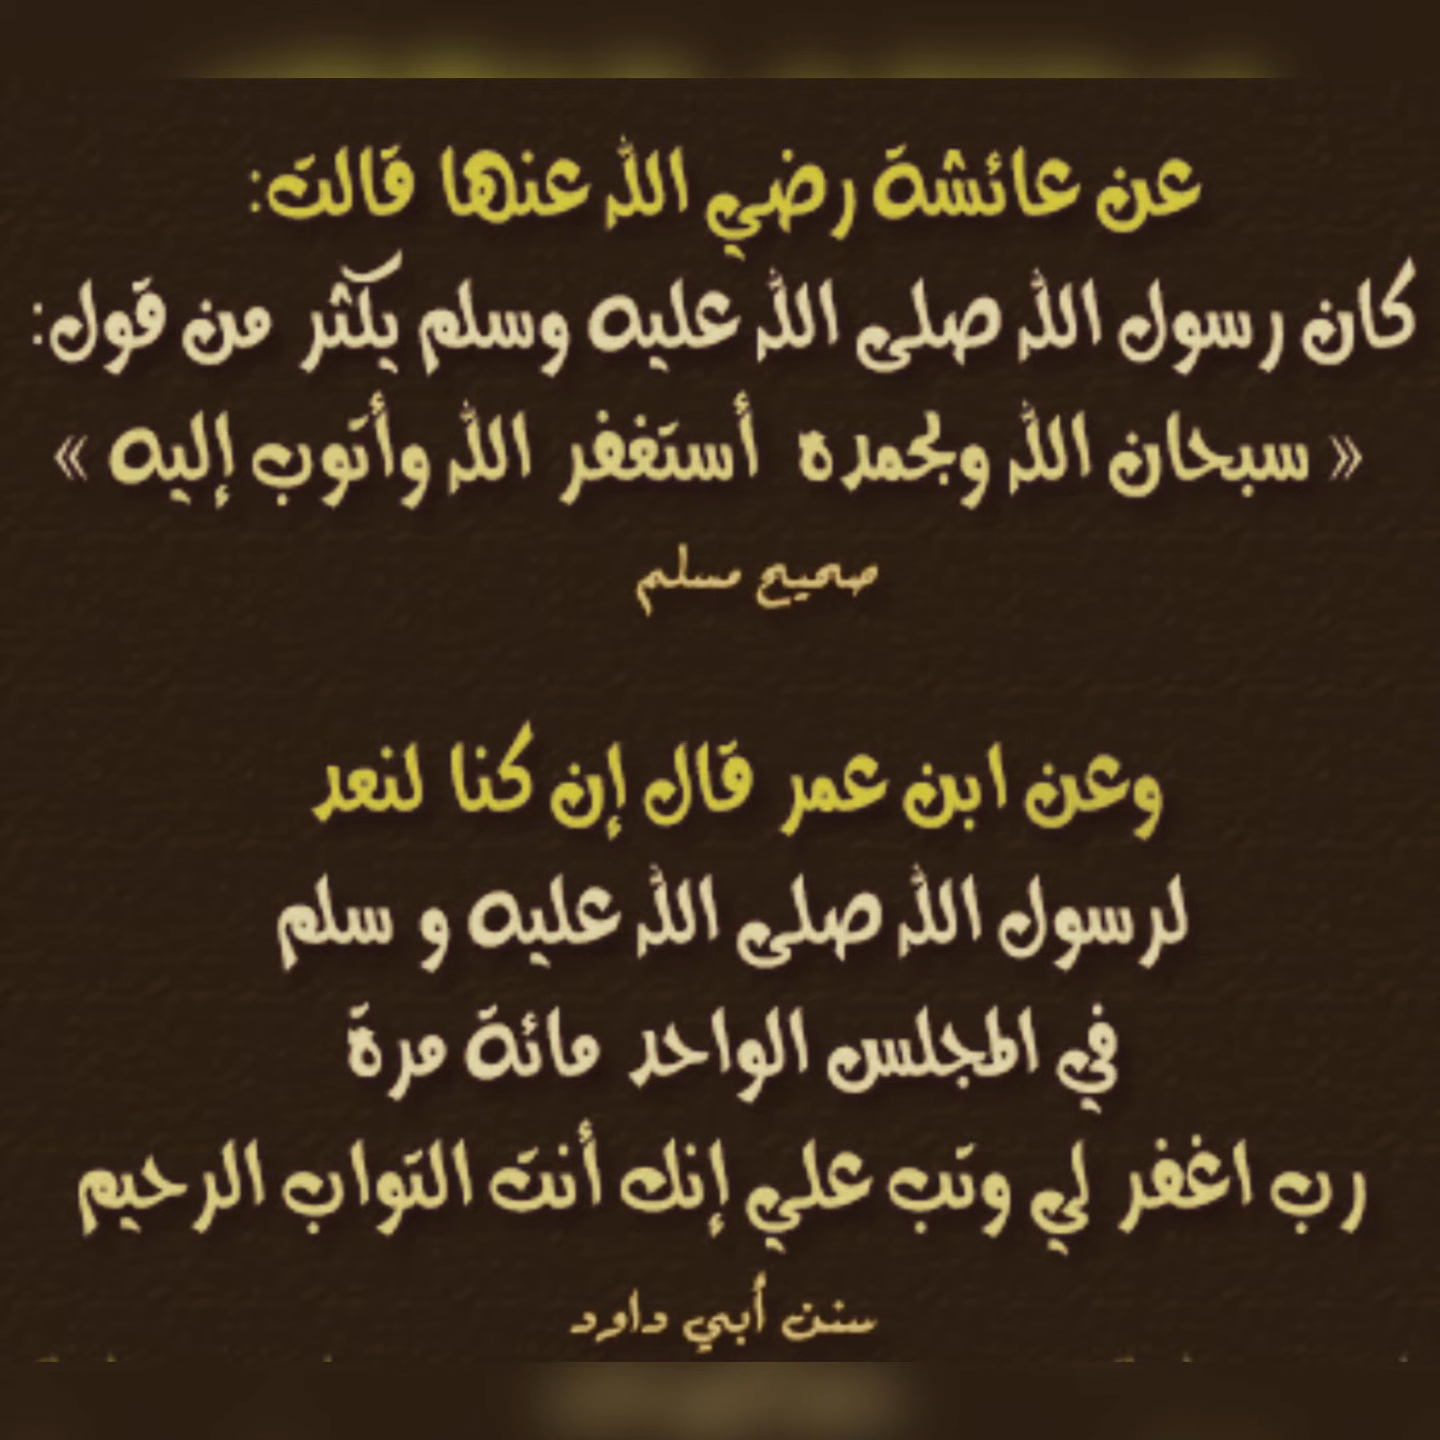 عن عائشة رضي الله عنها قالت:
كان رسول الله صلى الله عليه وسلم يكثر من قول:
« سبحان الله وبحمده أستغفر الله وأتوب إليه »
صحيح مسلم
وعن ابن عمر قال إن كنا لنعد
لرسول الله صلى الله عليه و سلم
في المجلس الواحد مائة مرة
رب اغفر لي وتب علي إنك أنت التواب الرحيم
سنن أبي داود